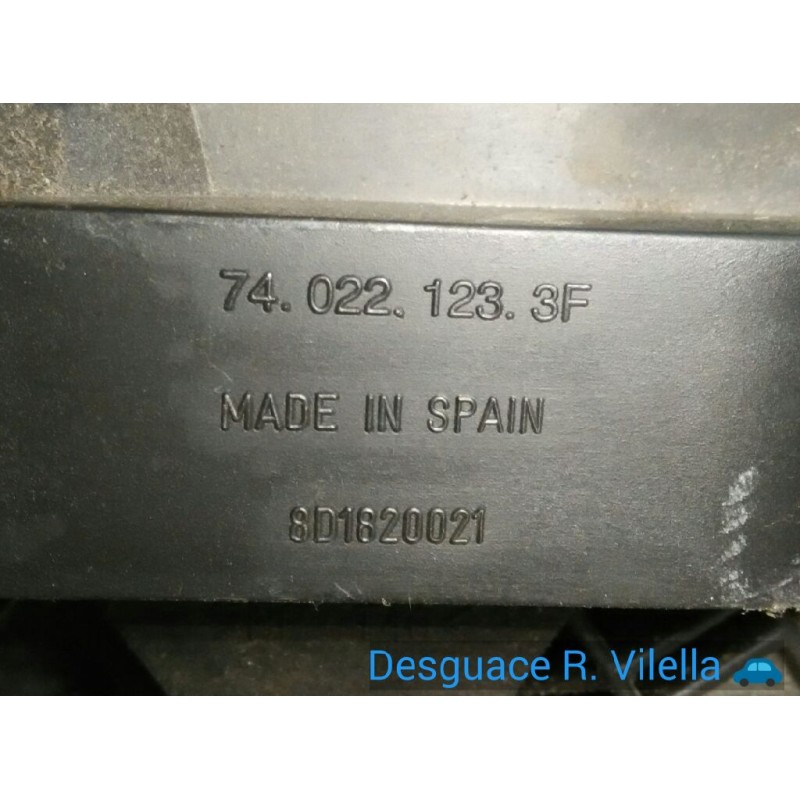 74. 022. 123. 3F
MADE IN SPAIN
8D1820021
Desguace R. Vilella